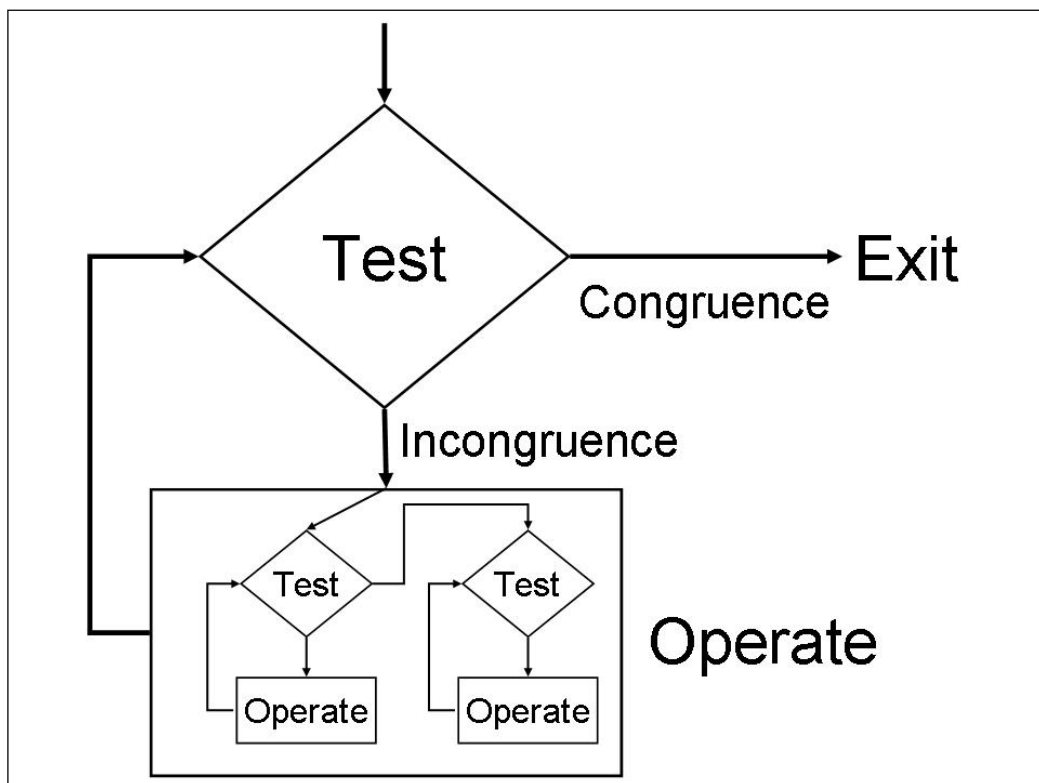 Test
Exit
Congruence
Incongruence
Test
Test
Operate
Operate
Operate